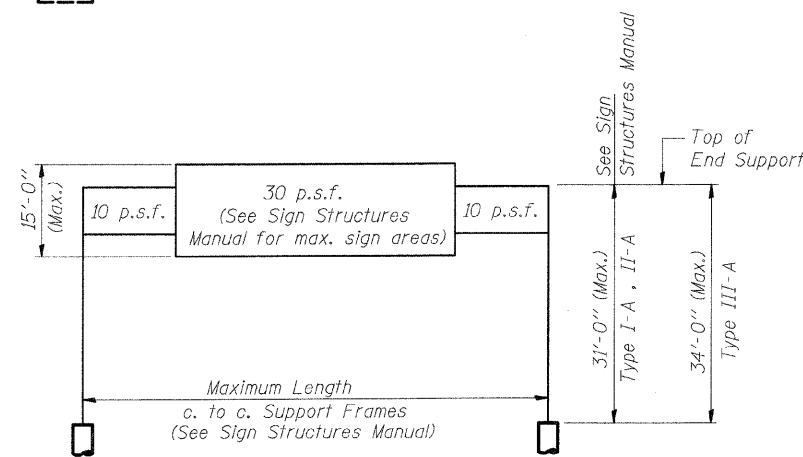 See Sign
Structures Manual
Top of
End Support
15'-0"
(Max.)
10 p.s.f.
30 p.s.f.
(See Sign Structures
Manual for max. sign areas)
10 p.s.f.
31'-0" (Max.)
Type I-A , II-A
34'-0" (Max.)
Type III-A
Maximum Length
c. to c. Support Frames
(See Sign Structures Manual)